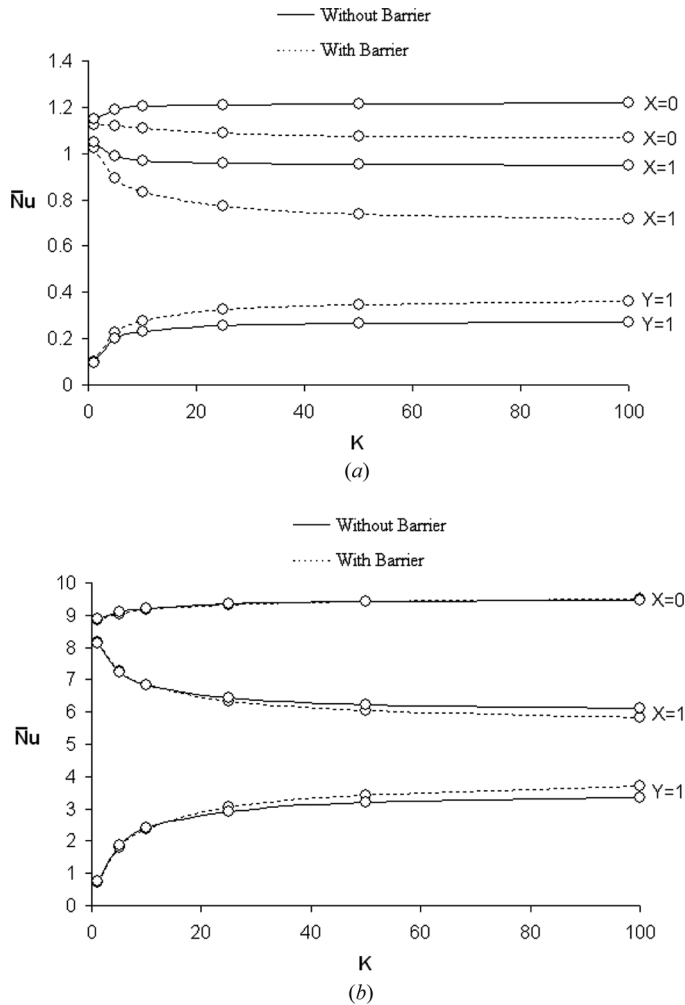 Without Barrier
With Barrier
1.4
1.2
1
0.8
0.6
0.4
0.2
0
N̄u
X=0
X=0
X=1
X=1
Y=1
Y=1
0 20 40 60 80 100
K
(a)
Without Barrier
With Barrier
10
9
8
7
6
5
4
3
2
1
0
N̄u
X=0
X=1
Y=1
0 20 40 60 80 100
K
(b)